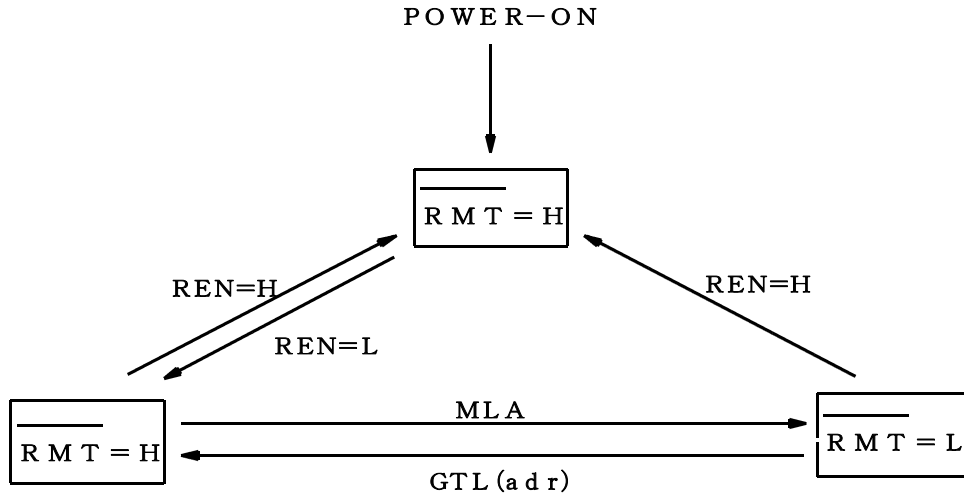 POWER-ON
RMT=H
REN=H
REN=H
REN=L
MLA
RMT=H
RMT=L
GTL(adr)